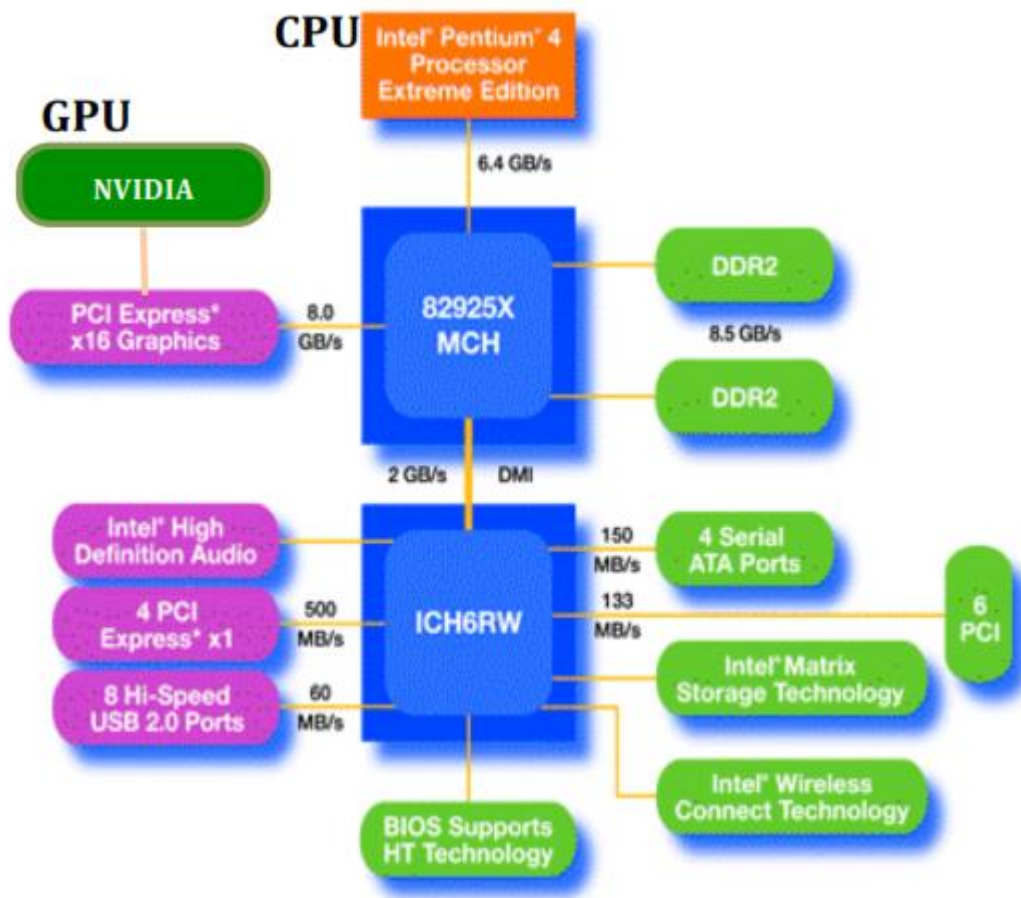 CPU
Intel® Pentium® 4
Processor
Extreme Edition
GPU
NVIDIA
6.4 GB/s
PCI Express*
x16 Graphics
8.0
GB/s
82925X
MCH
DDR2
8.5 GB/s
DDR2
2 GB/s
DMI
Intel® High
Definition Audio
4 PCI
Express* x1
500
MB/s
8 Hi-Speed
USB 2.0 Ports
60
MB/s
ICH6RW
150
MB/s
4 Serial
ATA Ports
133
MB/s
6
PCI
Intel® Matrix
Storage Technology
Intel® Wireless
Connect Technology
BIOS Supports
HT Technology